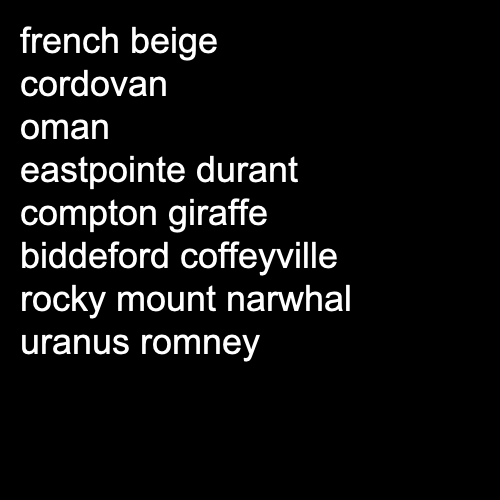 french beige
cordovan
oman
eastpointe durant
compton giraffe
biddeford coffeyville
rocky mount narwhal
uranus romney